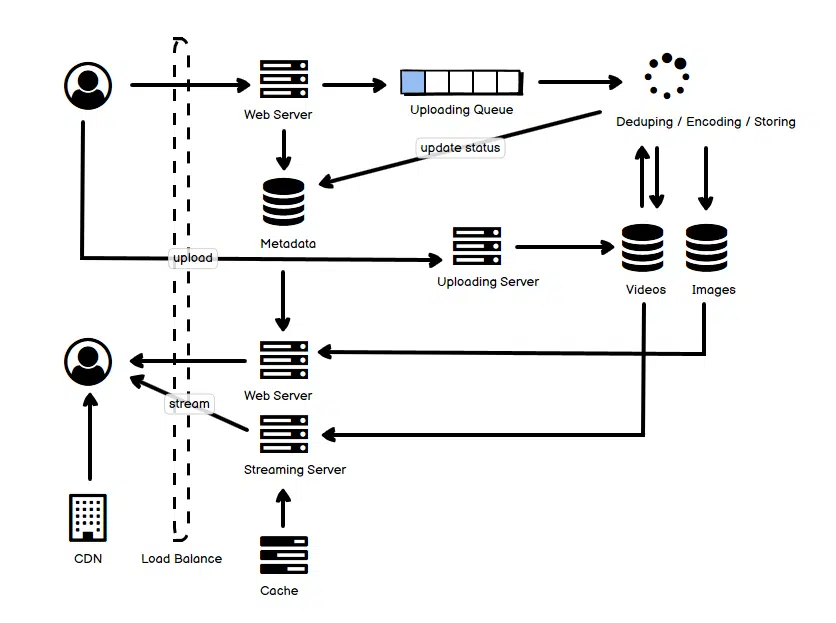 Web Server
Uploading Queue
Deduping / Encoding / Storing
update status
Metadata
upload
Uploading Server
Videos
Images
Web Server
stream
Streaming Server
CDN
Load Balance
Cache